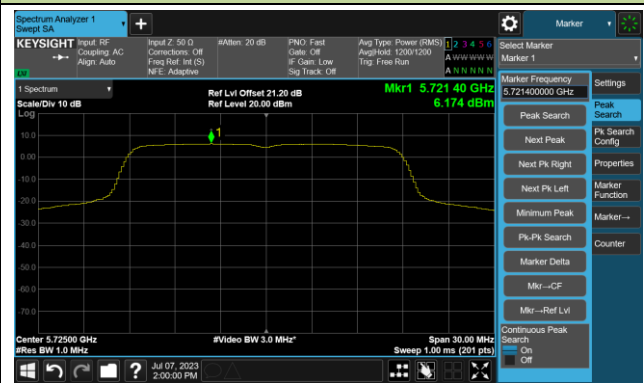 Spectrum Analyzer 1
Swept SA
+
Marker
KEYSIGHT
Input: RF
Coupling: AC
Align: Auto
Input Z: 50 Ω
Corrections: Off
Freq Ref: Int (S)
NFE: Adaptive
#Atten: 20 dB
PNO: Fast
Gate: Off
IF Gain: Low
Sig Track: Off
Avg Type: Power (RMS)
Avg|Hold: 1200/1200
Trig: Free Run
1 2 3 4 5 6
A W W W W W
A N N N N N
Select Marker
Marker 1
1 Spectrum
Scale/Div 10 dB
Log
Ref Lvl Offset 21.20 dB
Ref Level 20.00 dBm
Mkr1 5.721 40 GHz
6.174 dBm
10.0
0.00
-10.0
-20.0
-30.0
-40.0
-50.0
-60.0
-70.0
1
Center 5.72500 GHz
#Res BW 1.0 MHz
#Video BW 3.0 MHz*
Span 30.00 MHz
Sweep 1.00 ms (201 pts)
Marker Frequency
5.721400000 GHz
Peak Search
Next Peak
Next Pk Right
Next Pk Left
Minimum Peak
Pk-Pk Search
Marker Delta
Mkr→CF
Mkr→Ref Lvl
Continuous Peak
Search
On
Off
Settings
Peak
Search
Pk Search
Config
Properties
Marker
Function
Marker→
Counter
?
Jul 07, 2023
2:00:00 PM